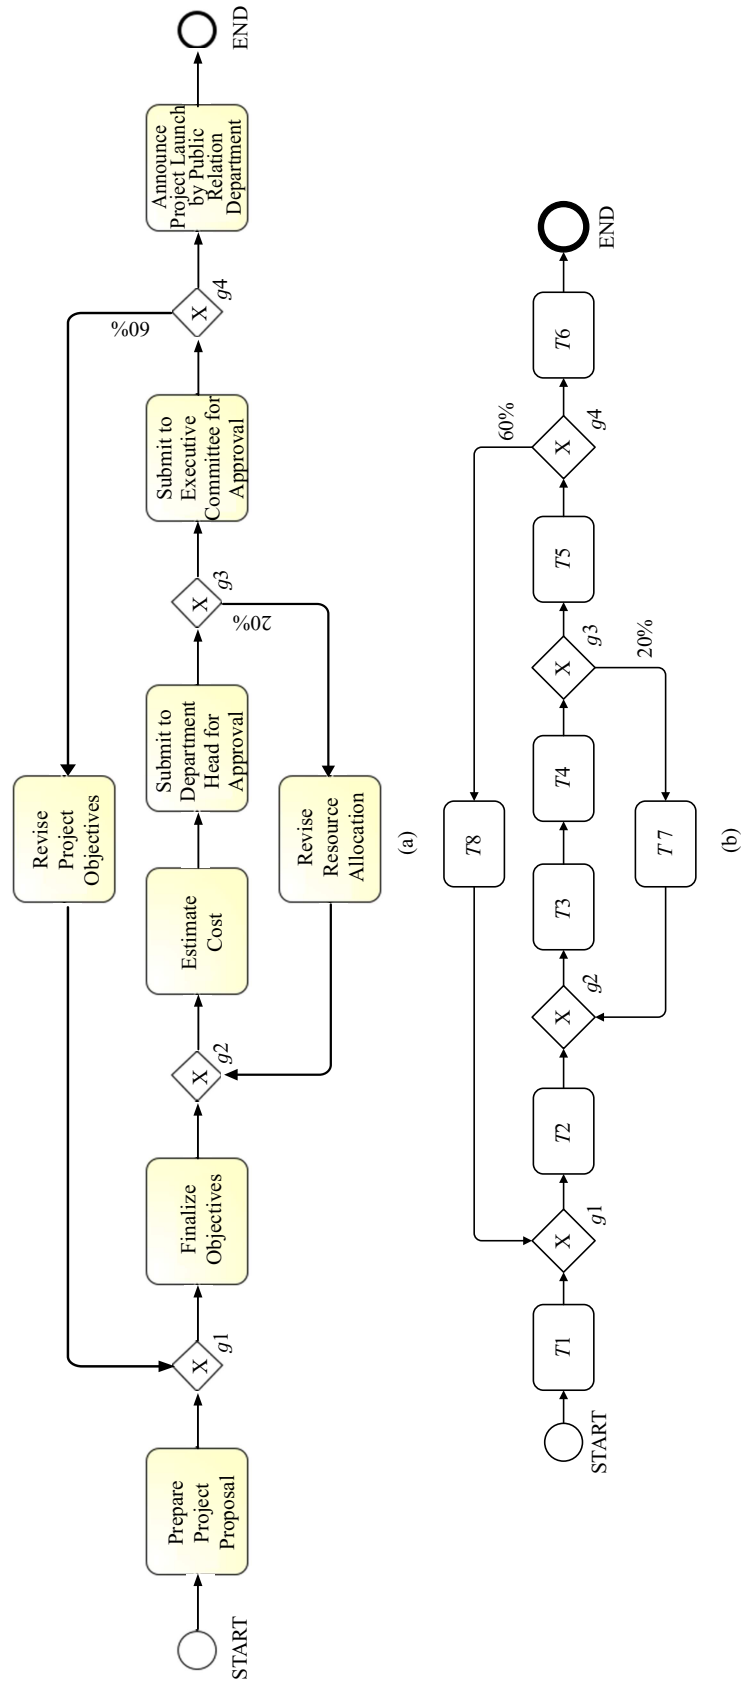 START
Prepare
Project
Proposal
X
g1
Finalize
Objectives
X
g2
Estimate
Cost
Submit to
Department
Head for
Approval
X
g3
20%
Revise
Resource
Allocation
Submit to
Executive
Committee for
Approval
X
g4
60%
Revise
Project
Objectives
Announce
Project Launch
by Public
Relation
Department
END
(a)
START
T1
X
g1
T2
X
g2
T3
T4
X
g3
20%
T 7
T5
X
g4
60%
T8
T6
END
(b)